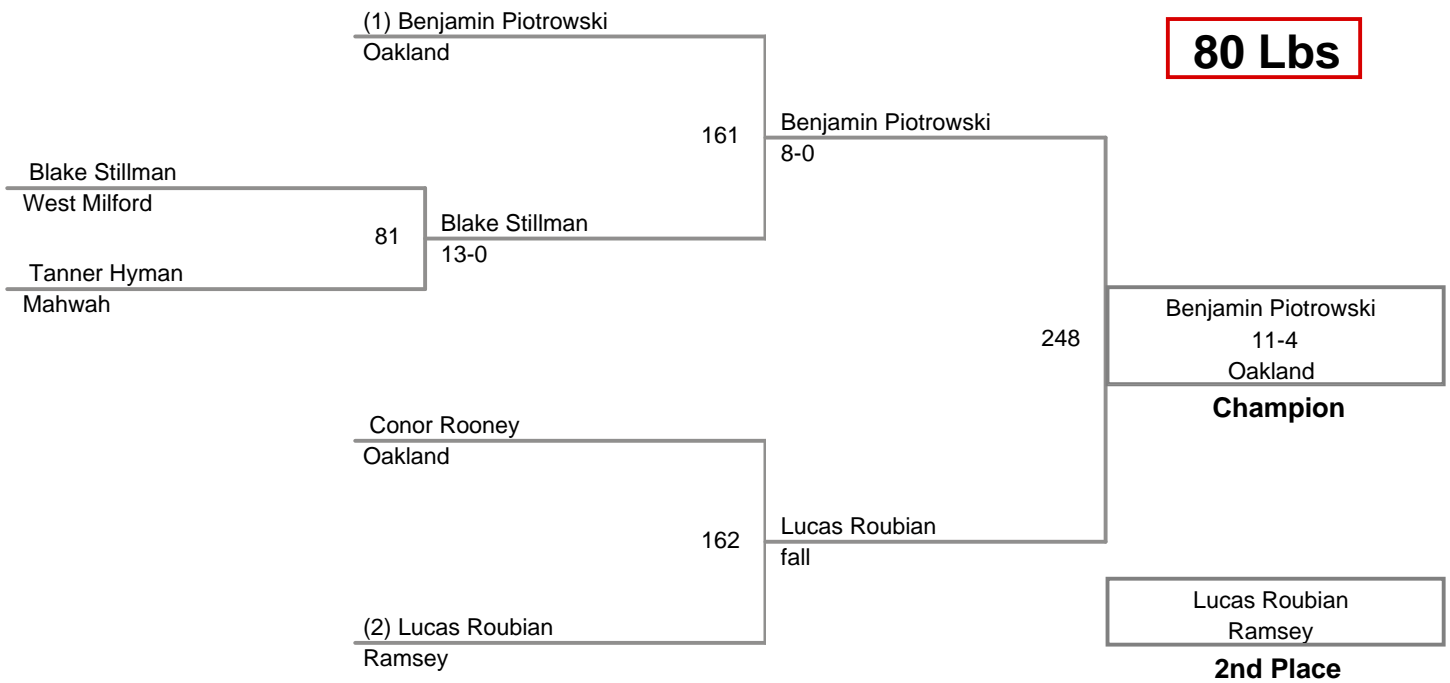 (1) Benjamin Piotrowski
Oakland
80 Lbs
161
Benjamin Piotrowski
8-0
Blake Stillman
West Milford
81
Blake Stillman
13-0
Tanner Hyman
Mahwah
248
Benjamin Piotrowski
11-4
Oakland
Champion
Conor Rooney
Oakland
162
Lucas Roubian
fall
(2) Lucas Roubian
Ramsey
Lucas Roubian
Ramsey
2nd Place